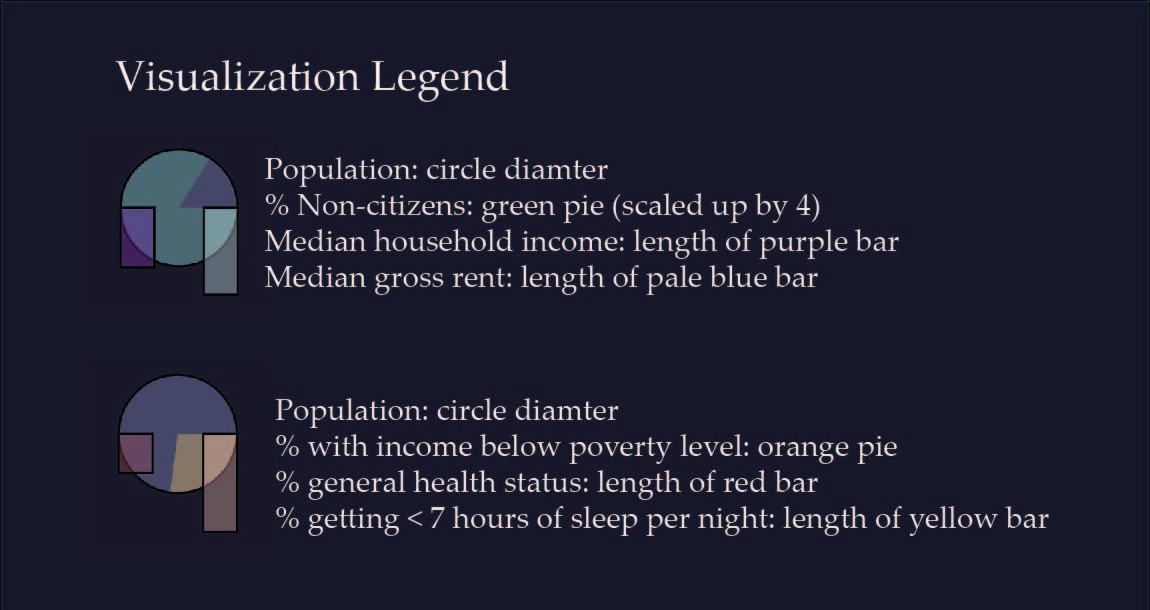 Visualization Legend
Population: circle diamter
% Non-citizens: green pie (scaled up by 4)
Median household income: length of purple bar
Median gross rent: length of pale blue bar
Population: circle diamter
% with income below poverty level: orange pie
% general health status: length of red bar
% getting < 7 hours of sleep per night: length of yellow bar